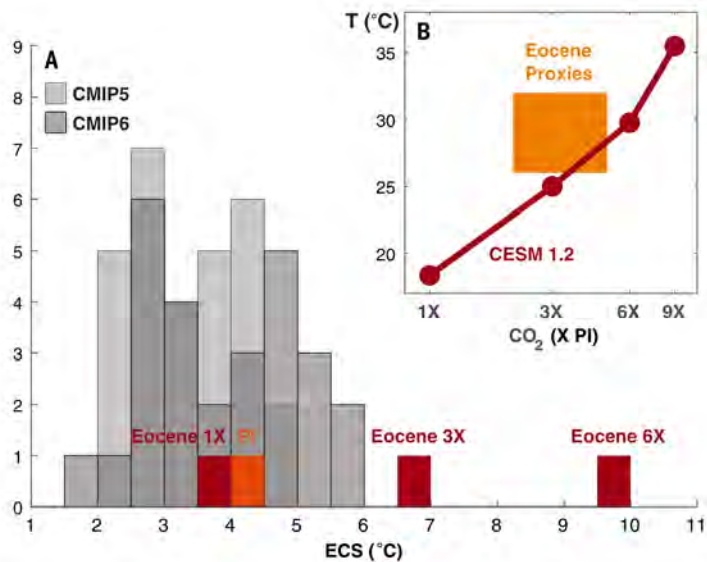 A
CMIP5
CMIP6
9
8
7
6
5
4
3
2
1
0
Eocene 1X
PI
Eocene 3X
Eocene 6X
1 2 3 4 5 6 7 8 9 10 11
ECS (°C)
T (°C)
B
Eocene
Proxies
35
30
25
20
CESM 1.2
1X 3X 6X 9X
CO₂ (X PI)